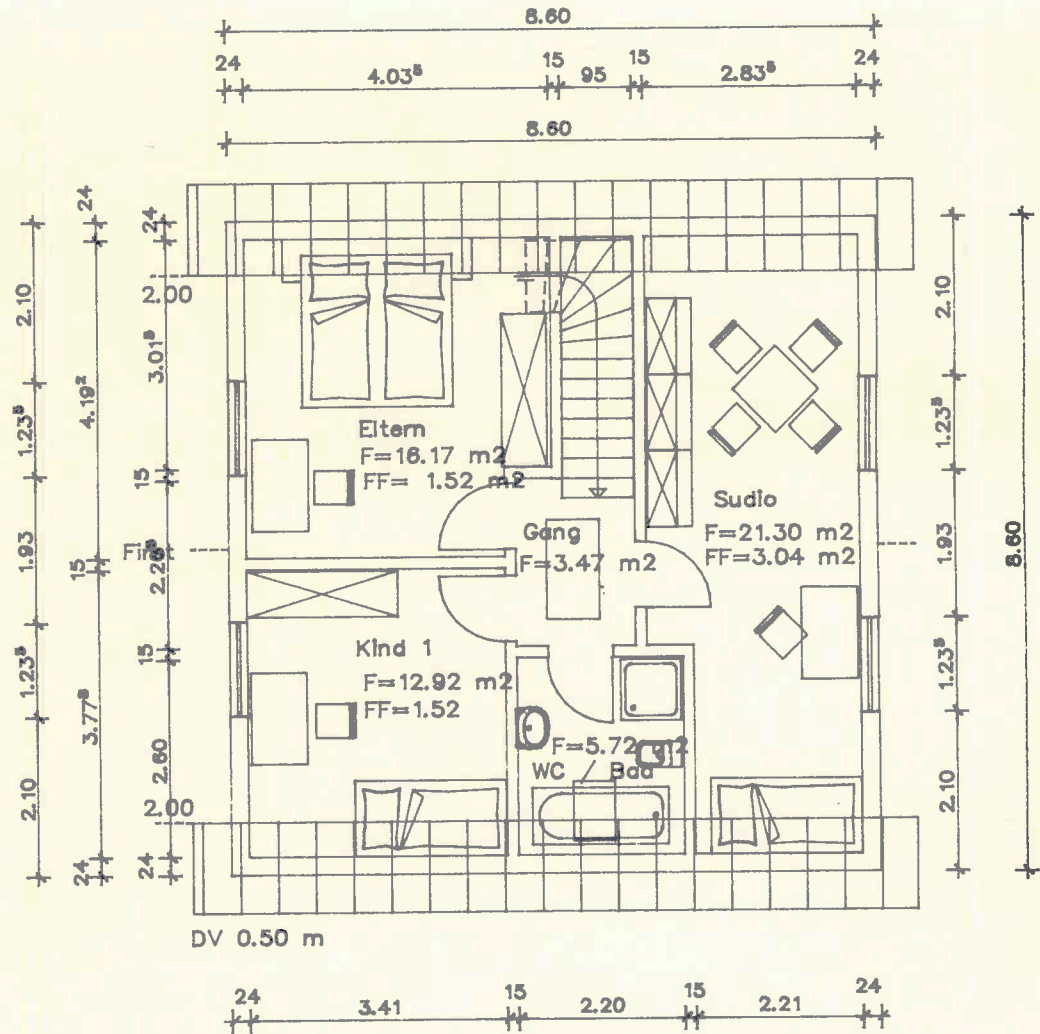 8.60
24 4.03⁵ 15 95 15 2.83⁵ 24
8.60
24
24
2.00
2.10
2.10
3.01⁵
4.19²
1.23⁵
1.23⁵
Eltern
F=16.17 m2
FF= 1.52 m2
15
Sudio
F=21.30 m2
FF=3.04 m2
Gang
F=3.47 m2
First
1.93
1.93
8.60
15
2.26⁵
15
Kind 1
F=12.92 m2
FF=1.52
1.23⁵
1.23⁵
3.77⁵
2.60
F=5.72 m2
WC Bad
2.10
2.10
2.00
24
24
DV 0.50 m
24 3.41 15 2.20 15 2.21 24